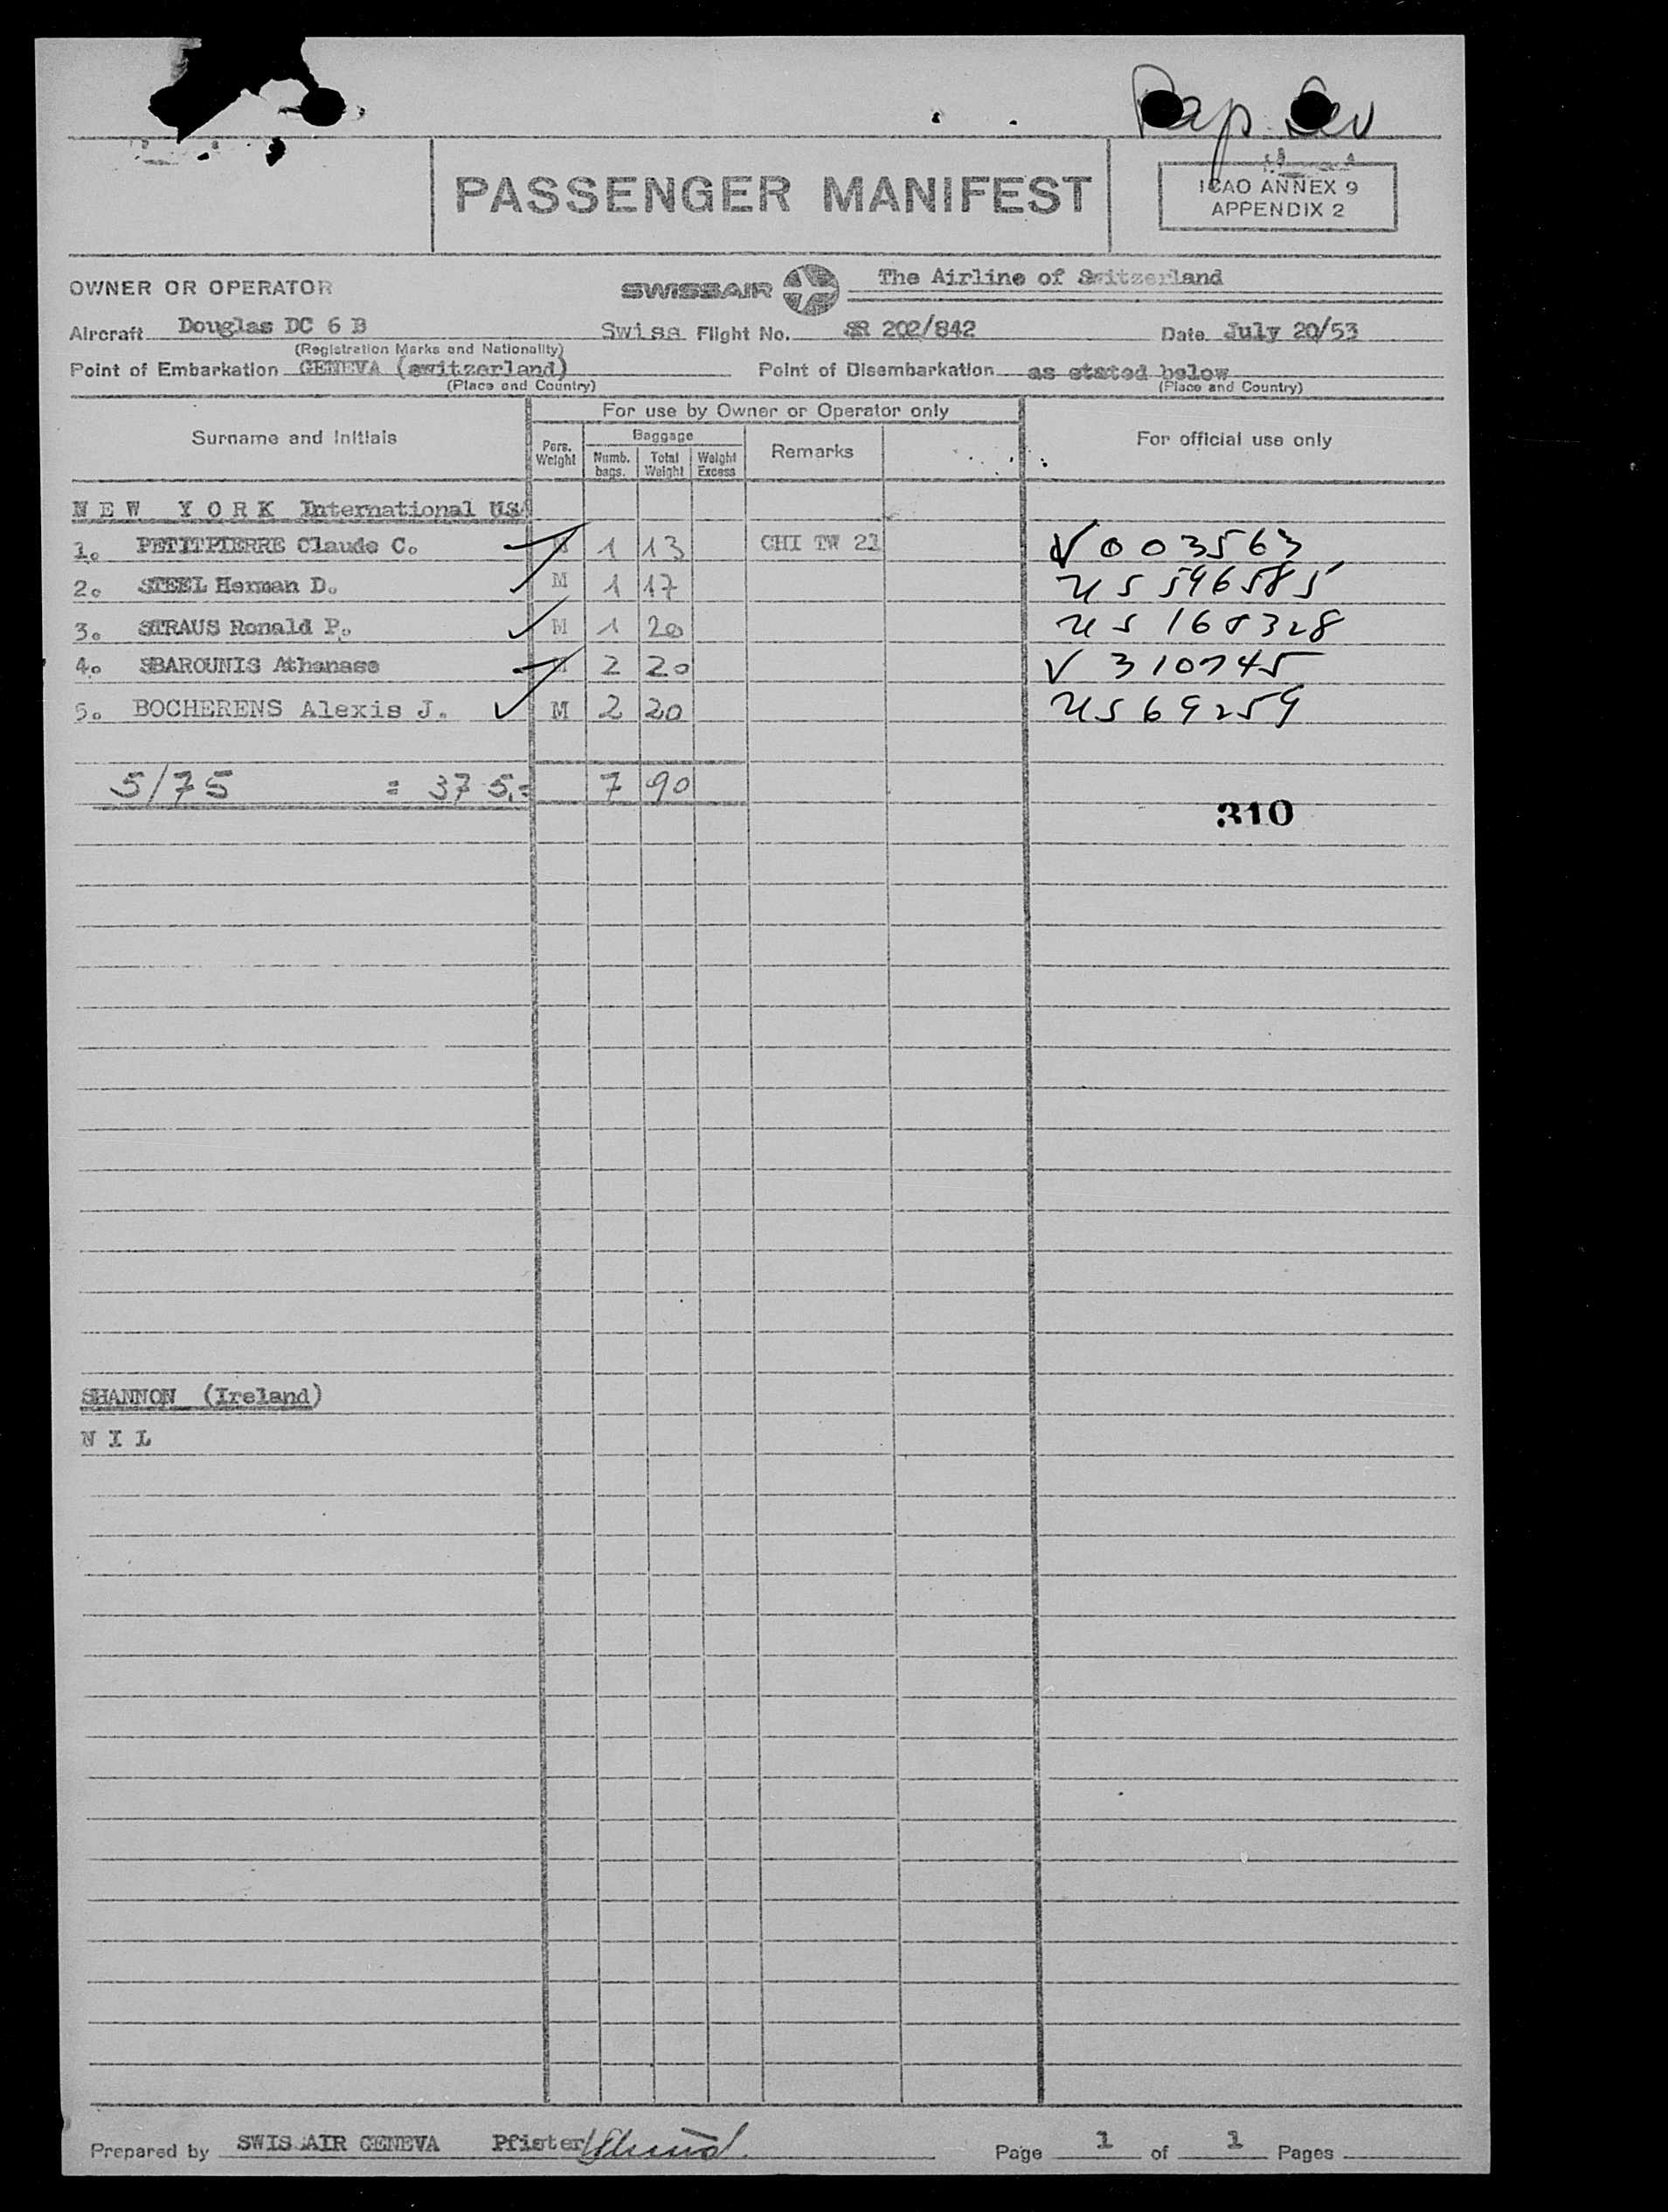 Pap Lev
PASSENGER MANIFEST
ICAO ANNEX 9
APPENDIX 2
OWNER OR OPERATOR SWISSAIR The Airline of Switzerland
Aircraft Douglas DC 6 B Swiss Flight No. SR 202/842 Date July 20/53
(Registration Marks and Nationality)
Point of Embarkation GENEVA (switzerland) Point of Disembarkation as stated below
(Place and Country) (Place and Country)
Surname and Initials For use by Owner or Operator only For official use only
Pers. Weight Baggage Remarks
Numb. bags. Total Weight Weight Excess
NEW YORK International USA
1. PETITPIERRE Claude C. M 1 13 CHI TW 21 V 003563
2. STEEL Herman D. M 1 17 US 596585
3. STRAUS Ronald P. M 1 20 US 168328
4. SBAROUNIS Athanase M 2 20 V 310745
5. BOCHERENS Alexis J. M 2 20 US 69259
5/75 = 375.= 7 90
310
SHANNON (Ireland)
NIL
Prepared by SWISSAIR GENEVA Pfister Page 1 of 1 Pages